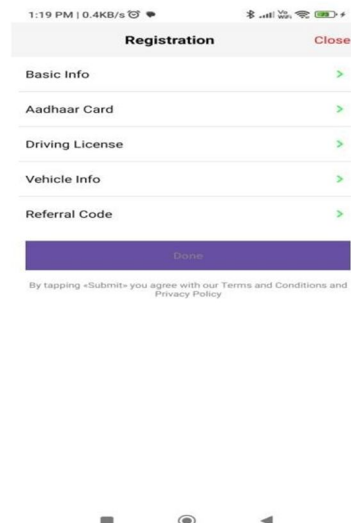 1:19 PM | 0.4KB/s
Registration
Close
Basic Info
Aadhaar Card
Driving License
Vehicle Info
Referral Code
Done
By tapping «Submit» you agree with our Terms and Conditions and
Privacy Policy